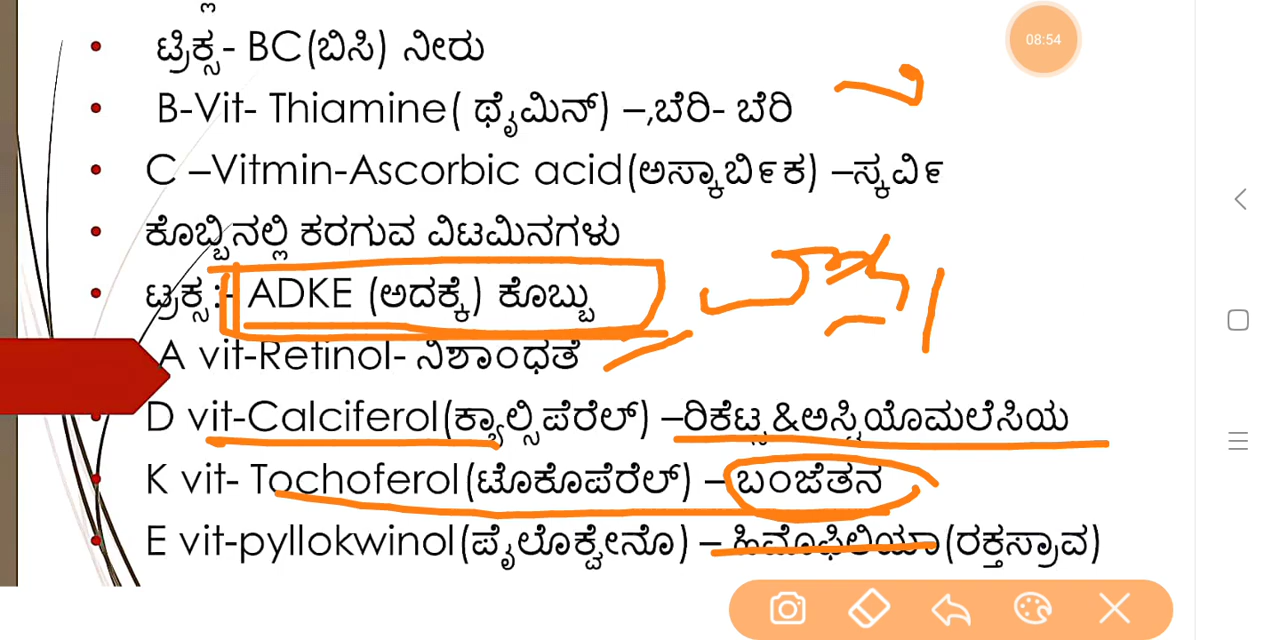 ಟ್ರಿಕ್ಸ್- BC(ಬಿಸಿ) ನೀರು
08:54
B-Vit- Thiamine( ಥೈಮಿನ್) –,ಬೆರಿ- ಬೆರಿ
C –Vitmin-Ascorbic acid(ಅಸ್ಕಾರ್ಬಿಕ) –ಸ್ಕರ್ವಿ
ಕೊಬ್ಬಿನಲ್ಲಿ ಕರಗುವ ವಿಟಮಿನಗಳು
ಟ್ರಕ್ಸ:- ADKE (ಅದಕ್ಕೆ) ಕೊಬ್ಬು
A vit-Retinol- ನಿಶಾಂಧತೆ
D vit-Calciferol(ಕ್ಯಾಲ್ಸಿಪೆರೆಲ್) –ರಿಕೆಟ್ಸ&ಅಸ್ಟಿಯೊಮಲೆಸಿಯ
K vit- Tochoferol(ಟೊಕೊಪೆರೆಲ್) – ಬಂಜೆತನ
E vit-pyllokwinol(ಪೈಲೊಕ್ವೇನೊ) – ಹಿಮೊಫಿಲಿಯಾ(ರಕ್ತಸ್ರಾವ)